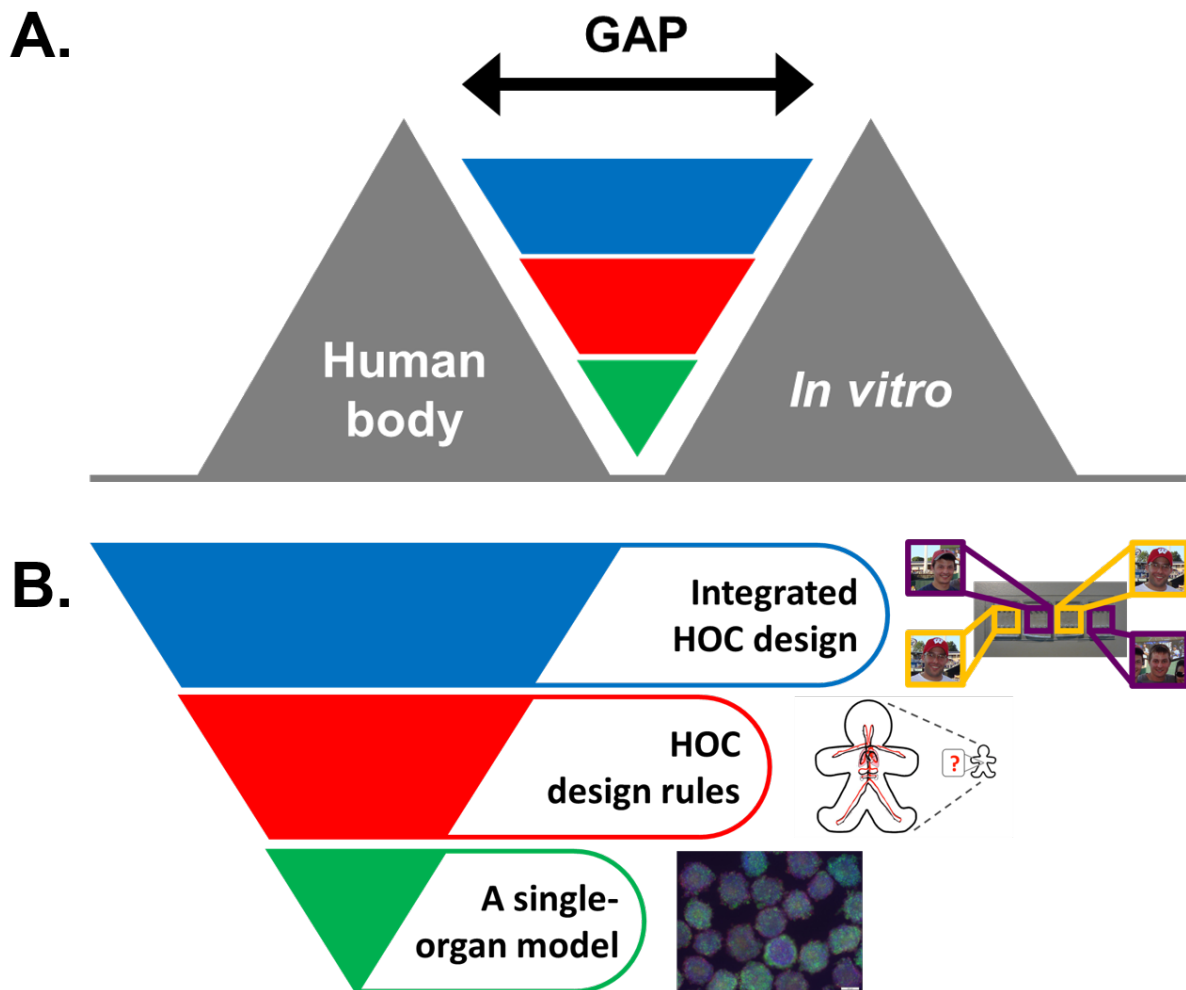 A.
GAP
Human
body
In vitro
B.
Integrated
HOC design
HOC
design rules
?
A single-
organ model